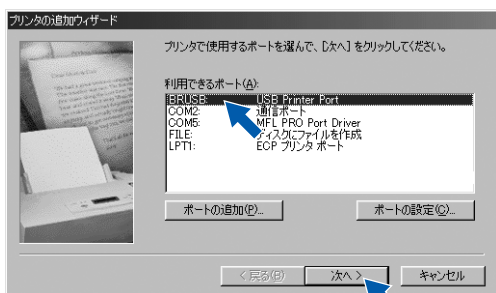 プリンタの追加ウィザード
プリンタで使用するポートを選んで、[次へ] をクリックしてください。
利用できるポート(A):
BRUSB: USB Printer Port
COM2: 通信ポート
COM5: MFL PRO Port Driver
FILE: ディスクにファイルを作成
LPT1: ECP プリンタ ポート
ポートの追加(P)...
ポートの設定(C)...
< 戻る(B)
次へ >
キャンセル